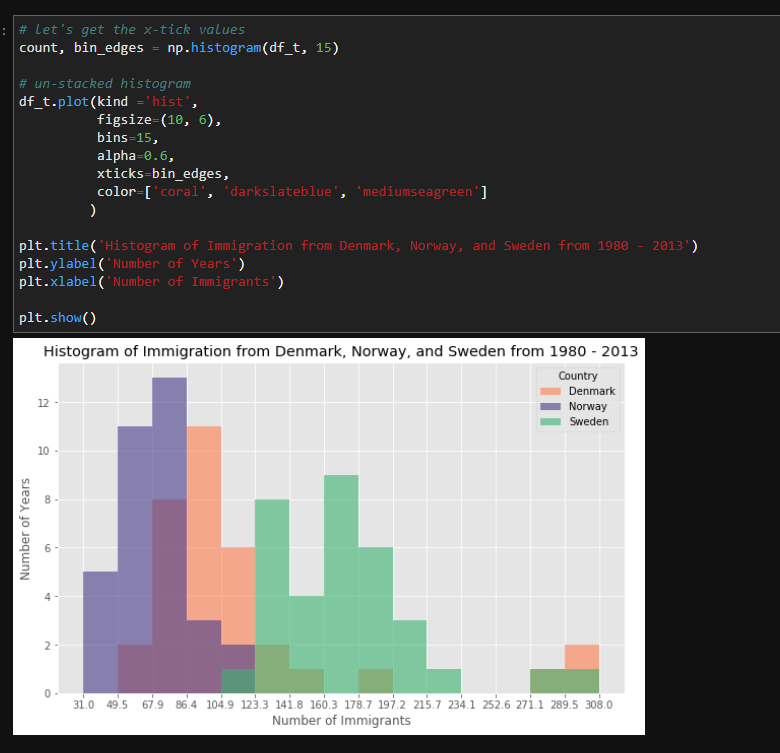 :
# let's get the x-tick values
count, bin_edges = np.histogram(df_t, 15)
# un-stacked histogram
df_t.plot(kind ='hist',
figsize=(10, 6),
bins=15,
alpha=0.6,
xticks=bin_edges,
color=['coral', 'darkslateblue', 'mediumseagreen']
)
plt.title('Histogram of Immigration from Denmark, Norway, and Sweden from 1980 - 2013')
plt.ylabel('Number of Years')
plt.xlabel('Number of Immigrants')
plt.show()
Histogram of Immigration from Denmark, Norway, and Sweden from 1980 - 2013
Country
Denmark
Norway
Sweden
Number of Years
12
10
8
6
4
2
0
31.0 49.5 67.9 86.4 104.9 123.3 141.8 160.3 178.7 197.2 215.7 234.1 252.6 271.1 289.5 308.0
Number of Immigrants